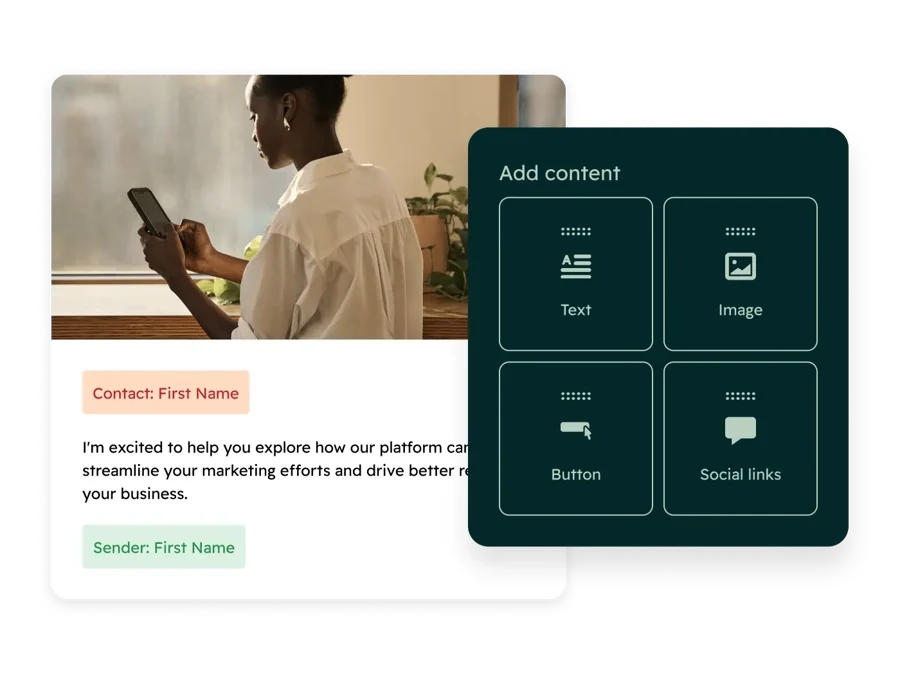 Add content
Text
Image
Button
Social links
Contact: First Name
I'm excited to help you explore how our platform can
streamline your marketing efforts and drive better
your business.
Sender: First Name